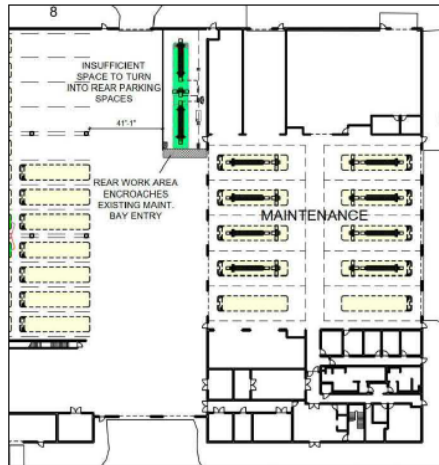 8
INSUFFICIENT
SPACE TO TURN
INTO REAR PARKING
SPACES
41'-1"
REAR WORK AREA
ENCROACHES
EXISTING MAINT.
BAY ENTRY
MAINTENANCE